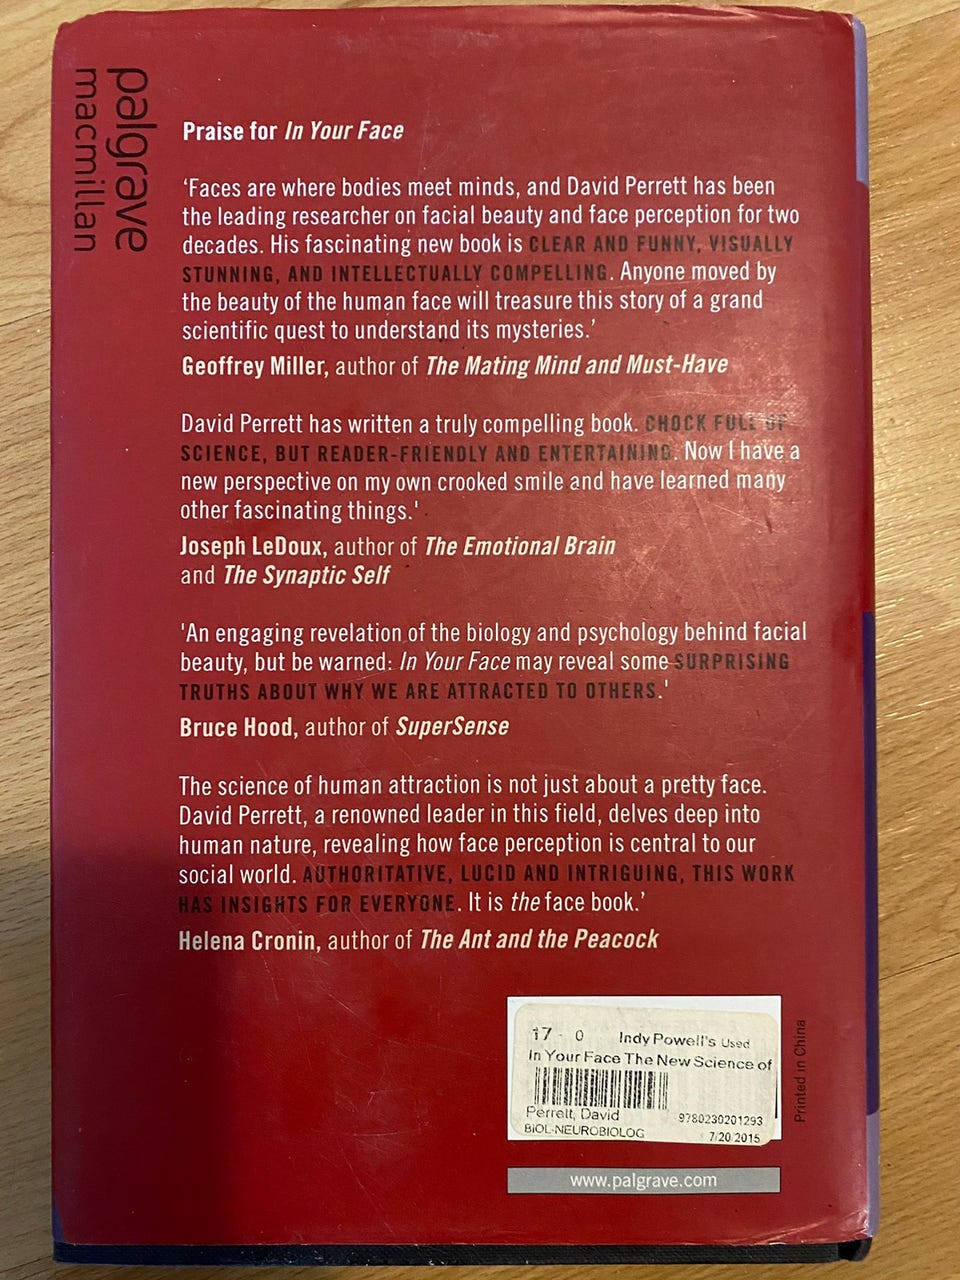 palgrave
macmillan
Praise for In Your Face
‘Faces are where bodies meet minds, and David Perrett has been
the leading researcher on facial beauty and face perception for two
decades. His fascinating new book is CLEAR AND FUNNY, VISUALLY
STUNNING, AND INTELLECTUALLY COMPELLING. Anyone moved by
the beauty of the human face will treasure this story of a grand
scientific quest to understand its mysteries.’
Geoffrey Miller, author of The Mating Mind and Must-Have
David Perrett has written a truly compelling book. CHOCK FULL OF
SCIENCE, BUT READER-FRIENDLY AND ENTERTAINING. Now I have a
new perspective on my own crooked smile and have learned many
other fascinating things.'
Joseph LeDoux, author of The Emotional Brain
and The Synaptic Self
'An engaging revelation of the biology and psychology behind facial
beauty, but be warned: In Your Face may reveal some SURPRISING
TRUTHS ABOUT WHY WE ARE ATTRACTED TO OTHERS.'
Bruce Hood, author of SuperSense
The science of human attraction is not just about a pretty face.
David Perrett, a renowned leader in this field, delves deep into
human nature, revealing how face perception is central to our
social world. AUTHORITATIVE, LUCID AND INTRIGUING, THIS WORK
HAS INSIGHTS FOR EVERYONE. It is the face book.’
Helena Cronin, author of The Ant and the Peacock
17 - 0 Indy Powell's Used
In Your Face The New Science of
Perrett, David 9780230201293
BIOL-NEUROBIOLOG 7/20/2015
Printed in China
www.palgrave.com